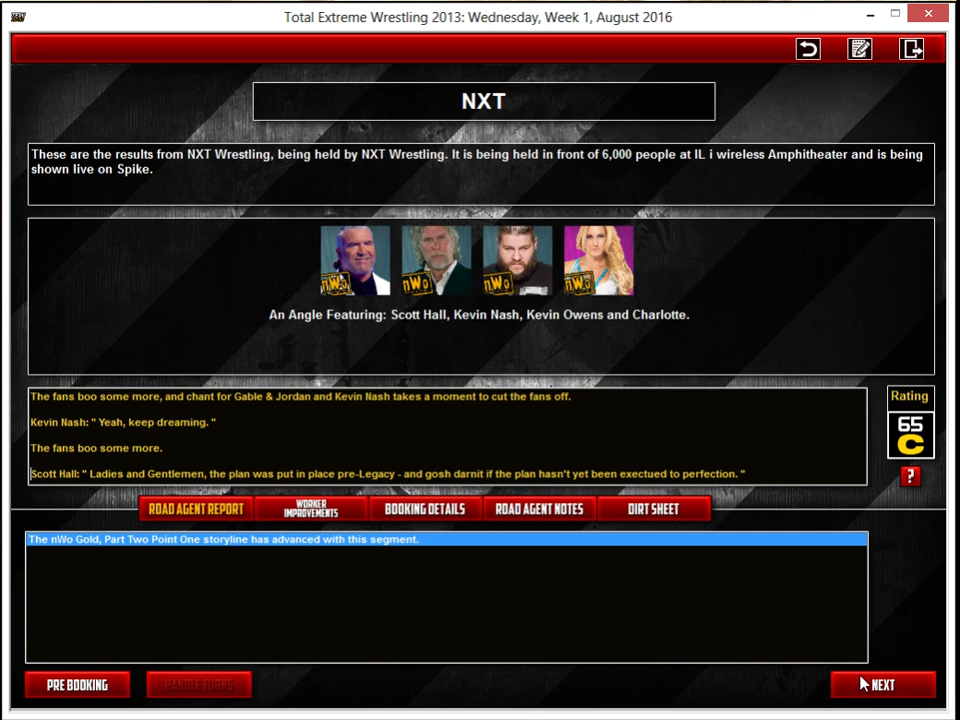 Total Extreme Wrestling 2013: Wednesday, Week 1, August 2016
NXT
These are the results from NXT Wrestling, being held by NXT Wrestling. It is being held in front of 6,000 people at IL i wireless Amphitheater and is being
shown live on Spike.
nWo nWo nWo nWo
An Angle Featuring: Scott Hall, Kevin Nash, Kevin Owens and Charlotte.
The fans boo some more, and chant for Gable & Jordan and Kevin Nash takes a moment to cut the fans off.
Kevin Nash: " Yeah, keep dreaming. "
The fans boo some more.
Scott Hall: " Ladies and Gentlemen, the plan was put in place pre-Legacy - and gosh darnit if the plan hasn't yet been exectued to perfection. "
Rating
65
C
?
ROAD AGENT REPORT
WORKER
IMPROVEMENTS
BOOKING DETAILS
ROAD AGENT NOTES
DIRT SHEET
The nWo Gold, Part Two Point One storyline has advanced with this segment.
PRE BOOKING
HANDLE TURNS
NEXT